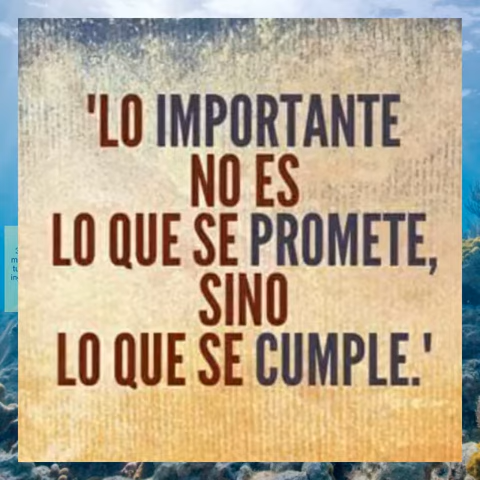 'LO IMPORTANTE
NO ES
LO QUE SE PROMETE,
SINO
LO QUE SE CUMPLE.'